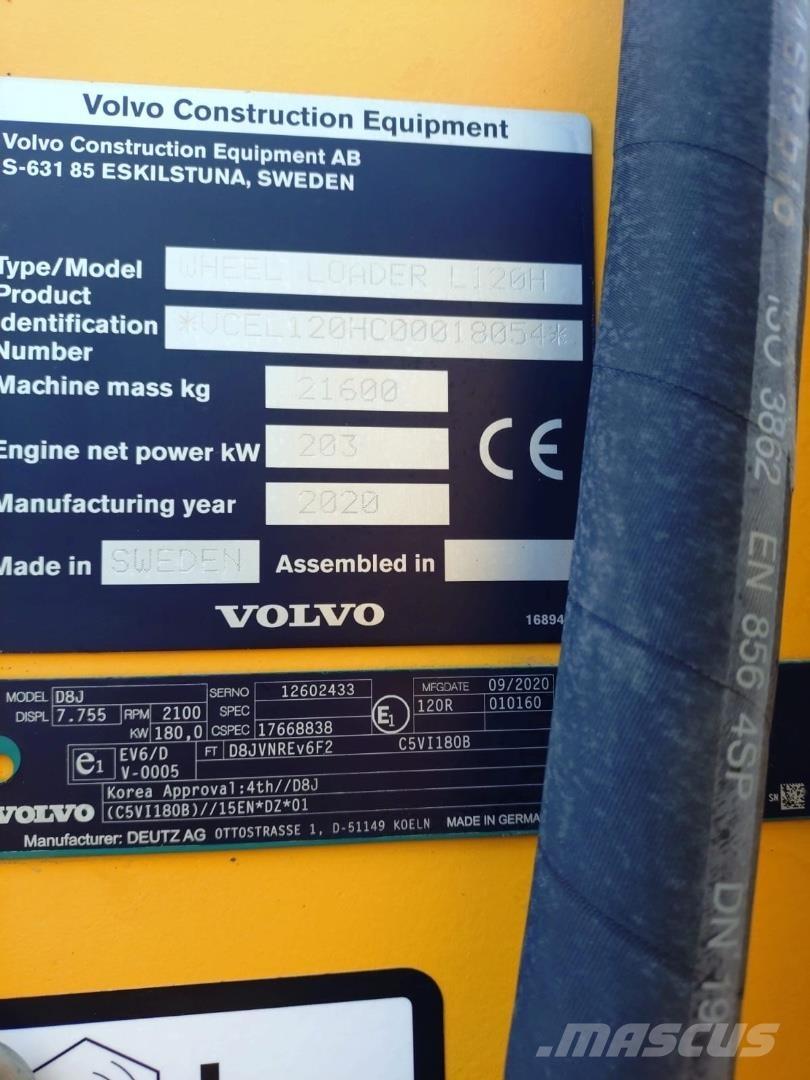 Volvo Construction Equipment
Volvo Construction Equipment AB
S-631 85 ESKILSTUNA, SWEDEN
Type/Model WHEEL LOADER L120H
Product
Identification *VCEL120HC00018054*
Number
Machine mass kg 21600
Engine net power kW 203
Manufacturing year 2020
Made in SWEDEN Assembled in
VOLVO
16894
MODEL D8J SERNO 12602433 MFGDATE 09/2020
DISPL 7.755 RPM 2100 SPEC E1 120R 010160
KW 180,0 CSPEC 17668838
e1 EV6/D FT D8JVNREv6F2 C5VI180B
V-0005
Korea Approval:4th//D8J
VOLVO (C5VI180B)//15EN*DZ*01
SN
Manufacturer: DEUTZ AG OTTOSTRASSE 1, D-51149 KOELN MADE IN GERMA
ISO 3862 EN 856 4SP DN 19
MASCUS